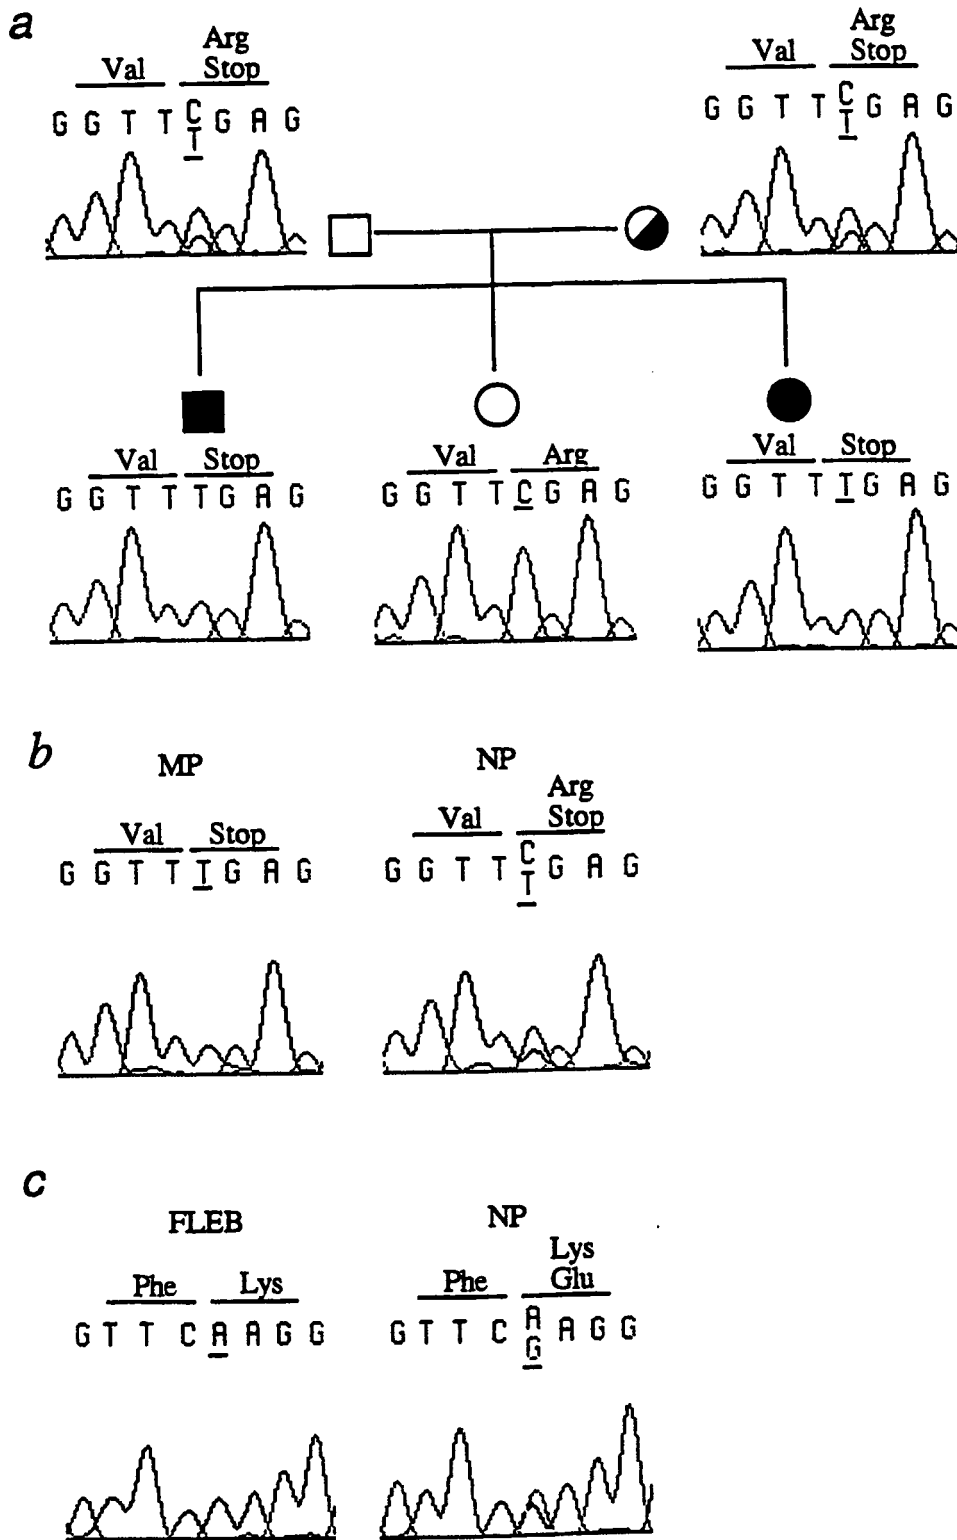 a
Arg
Val Stop
G G T T C G A G
T
Arg
Val Stop
G G T T C G A G
T
Val Stop
G G T T T G A G
Val Arg
G G T T C G A G
Val Stop
G G T T T G A G
b
MP
Val Stop
G G T T T G A G
NP
Arg
Val Stop
G G T T C G A G
T
c
FLEB
Phe Lys
G T T C A A G G
NP
Lys
Phe Glu
G T T C A A G G
G